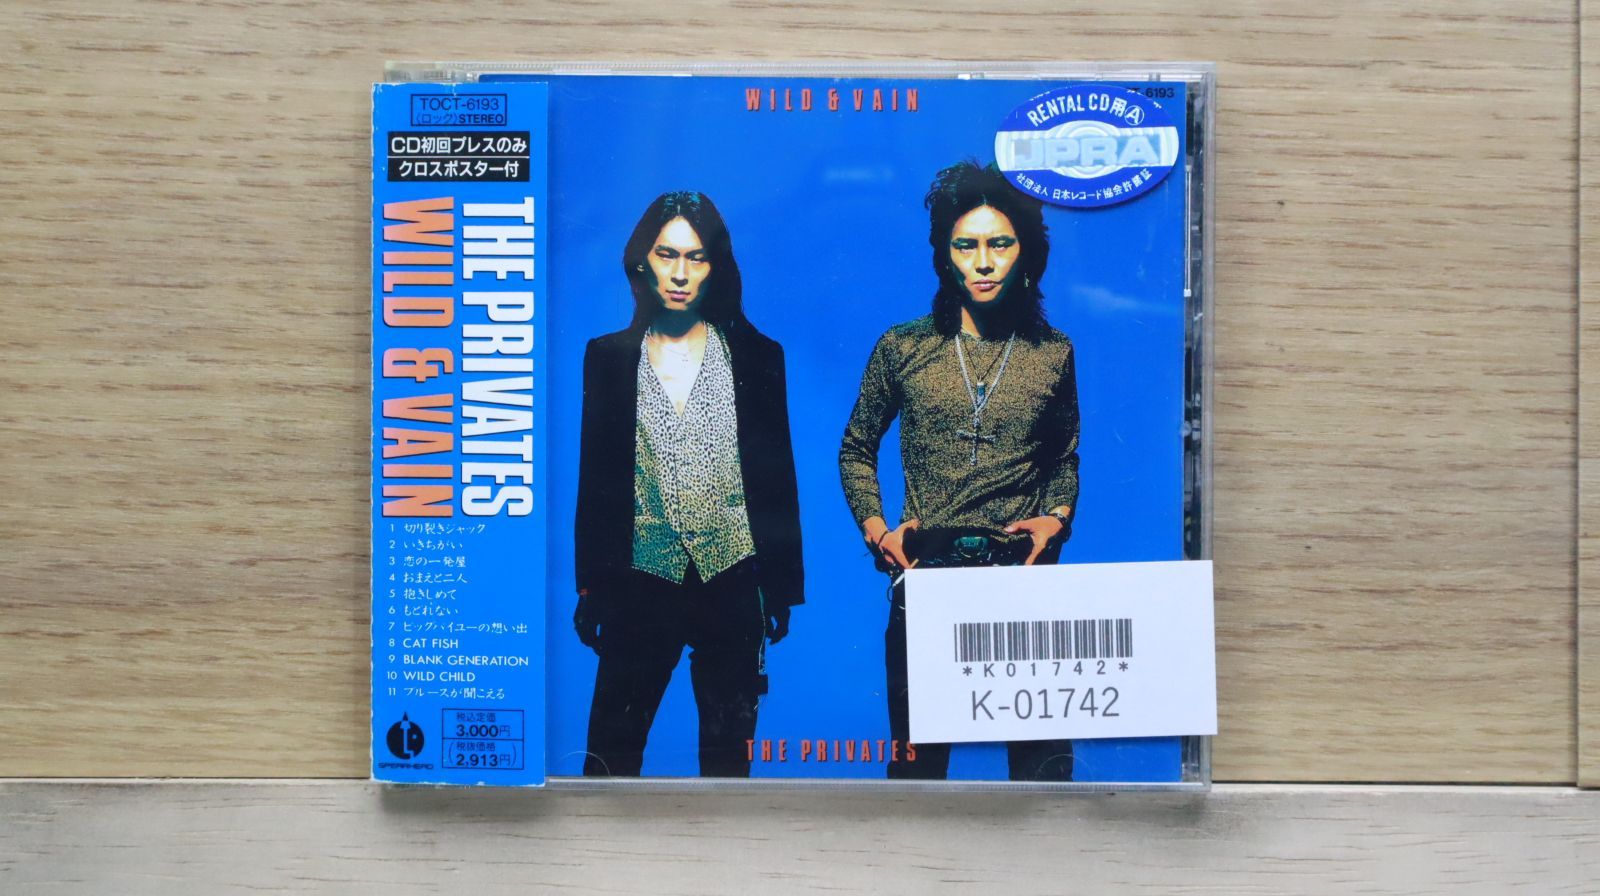 TOCT-6193
(ロック)STEREO
CD初回プレスのみ
クロスポスター付
THE PRIVATES
WILD & VAIN
1 切り裂きジャック
2 いきちがい
3 恋の一発屋
4 おまえと二人
5 抱きしめて
6 もどれない
7 ビッグバイユーの想い出
8 CAT FISH
9 BLANK GENERATION
10 WILD CHILD
11 ブルースが聞こえる
SPEARHEAD
税込定価
3,000円
(税抜価格
2,913円)
WILD & VAIN
6193
RENTAL CD用Ⓐ
JPRA
社団法人 日本レコード協会許諾証
THE PRIVATES
*K01742*
K-01742